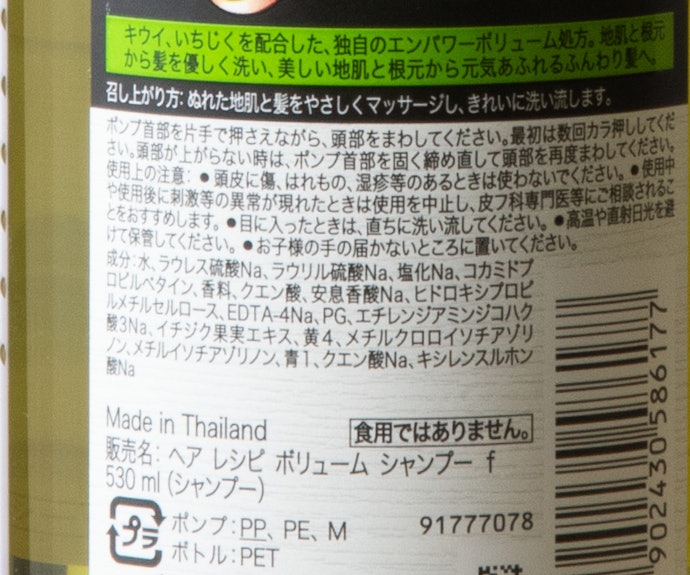 キウイ、いちじくを配合した、独自のエンパワーボリューム処方。地肌と根元
から髪を優しく洗い、美しい地肌と根元から元気あふれるふんわり髪へ。
召し上がり方: ぬれた地肌と髪をやさしくマッサージし、きれいに洗い流します。
ポンプ首部を片手で押さえながら、頭部をまわしてください。最初は数回カラ押ししてくだ
さい。頭部が上がらない時は、ポンプ首部を固く締め直して頭部を再度まわしてください。
使用上の注意: ●頭皮に傷、はれもの、湿疹等のあるときは使わないでください。●使用中
や使用後に刺激等の異常が現れたときは使用を中止し、皮フ科専門医等にご相談されるこ
とをおすすめします。●目に入ったときは、直ちに洗い流してください。●高温や直射日光を避
けて保管してください。●お子様の手の届かないところに置いてください。
成分: 水、ラウレス硫酸Na、ラウリル硫酸Na、塩化Na、コカミドプ
ロピルベタイン、香料、クエン酸、安息香酸Na、ヒドロキシプロピ
ルメチルセルロース、EDTA-4Na、PG、エチレンジアミンジコハク
酸3Na、イチジク果実エキス、黄4、メチルクロロイソチアゾリ
ノン、メチルイソチアゾリノン、青1、クエン酸Na、キシレンスルホン
酸Na
Made in Thailand
食用ではありません。
販売名: ヘア レシピ ボリューム シャンプー f
530 ml (シャンプー)
プラ
ポンプ: PP、PE、M
ボトル: PET
91777078
902430586177